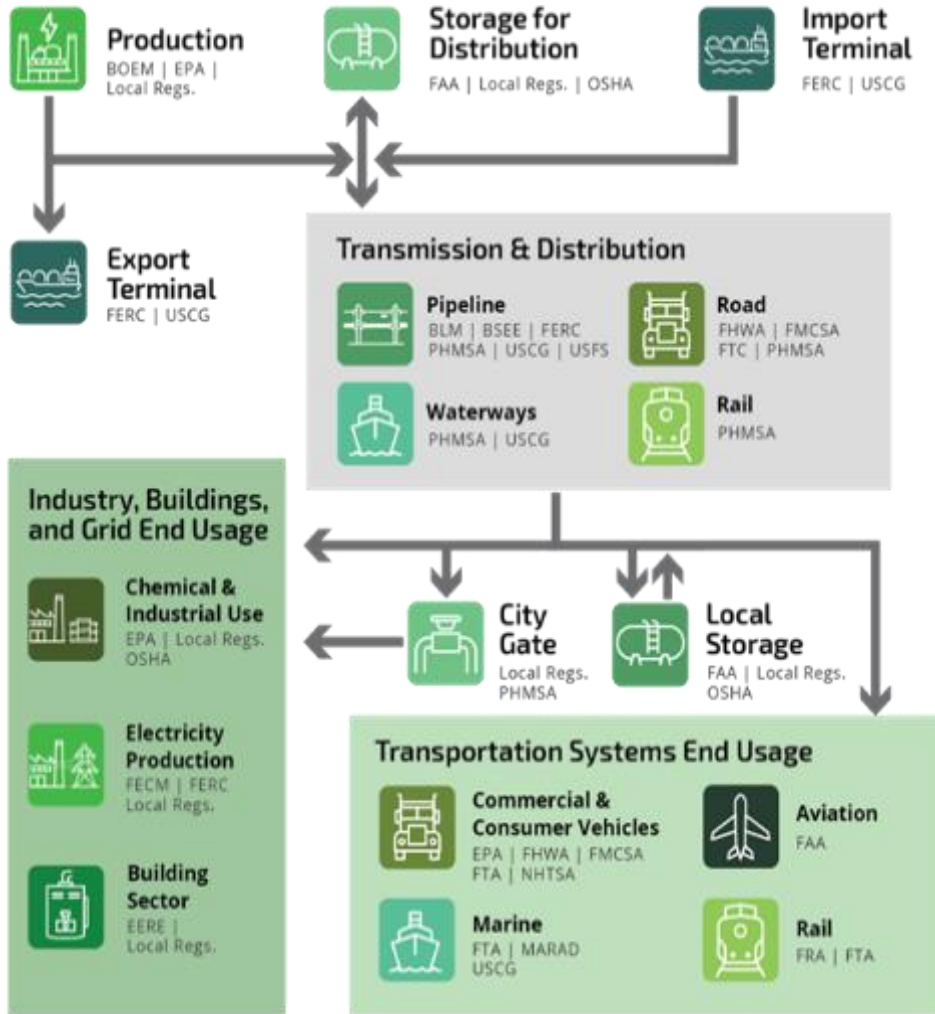 Production
BOEM | EPA |
Local Regs.
Storage for
Distribution
FAA | Local Regs. | OSHA
Import
Terminal
FERC | USCG
Export
Terminal
FERC | USCG
Transmission & Distribution
Pipeline
BLM | BSEE | FERC
PHMSA | USCG | USFS
Road
FHWA | FMCSA
FTC | PHMSA
Waterways
PHMSA | USCG
Rail
PHMSA
Industry, Buildings,
and Grid End Usage
Chemical &
Industrial Use
EPA | Local Regs.
OSHA
Electricity
Production
FECM | FERC
Local Regs.
Building
Sector
EERE |
Local Regs.
City
Gate
Local Regs.
PHMSA
Local
Storage
FAA | Local Regs.
OSHA
Transportation Systems End Usage
Commercial &
Consumer Vehicles
EPA | FHWA | FMCSA
FTA | NHTSA
Aviation
FAA
Marine
FTA | MARAD
USCG
Rail
FRA | FTA